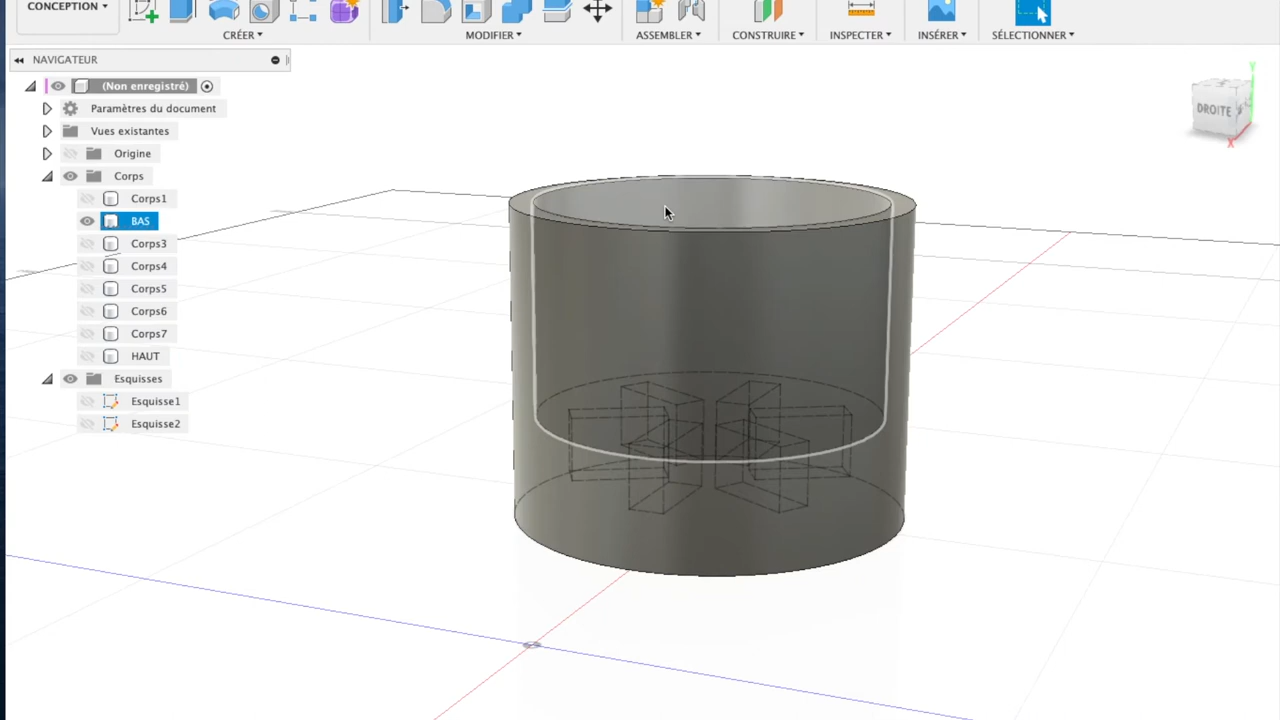 CONCEPTION
CRÉER MODIFIER ASSEMBLER CONSTRUIRE INSPECTER INSÉRER SÉLECTIONNER
NAVIGATEUR
(Non enregistré)
Paramètres du document
Vues existantes
Origine
Corps
Corps1
BAS
Corps3
Corps4
Corps5
Corps6
Corps7
HAUT
Esquisses
Esquisse1
Esquisse2
DROITE
Y
X